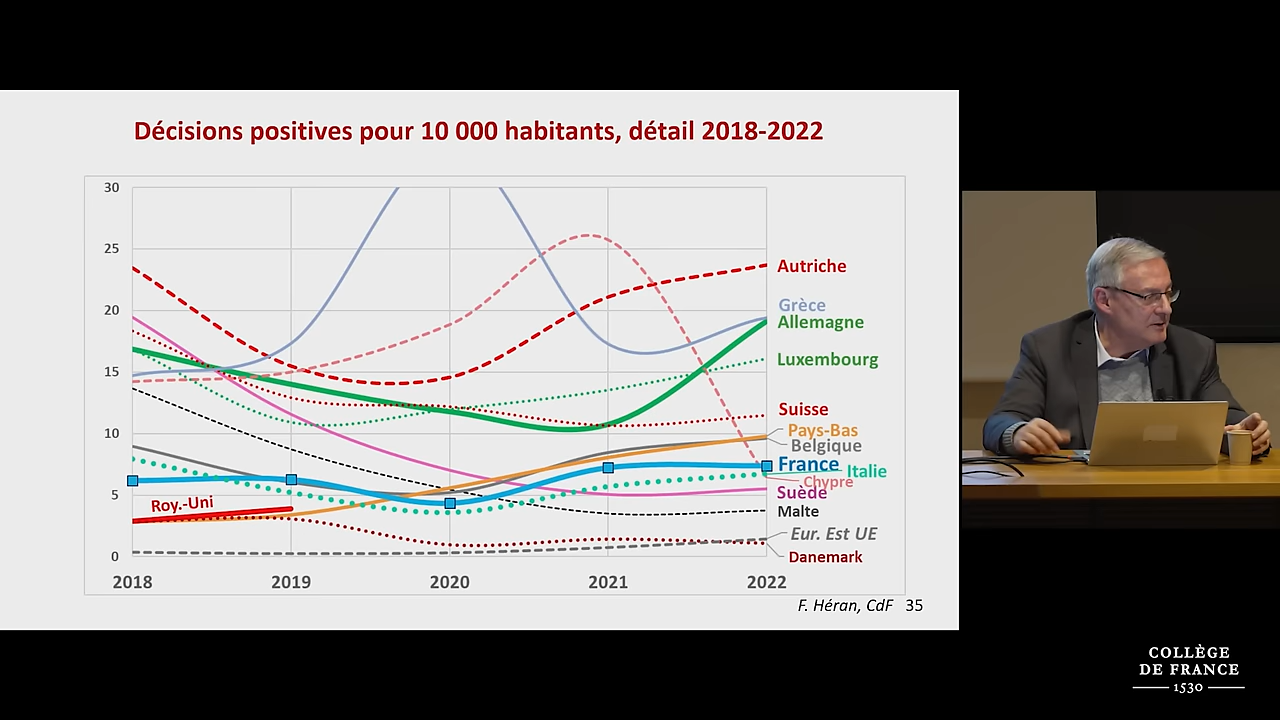 Décisions positives pour 10 000 habitants, détail 2018-2022
30
25
20
15
10
5
0
Autriche
Grèce
Allemagne
Luxembourg
Suisse
Pays-Bas
Belgique
France
Italie
Chypre
Suède
Malte
Eur. Est UE
Danemark
Roy.-Uni
2018 2019 2020 2021 2022
F. Héran, CdF 35
COLLÈGE
DE FRANCE
1530